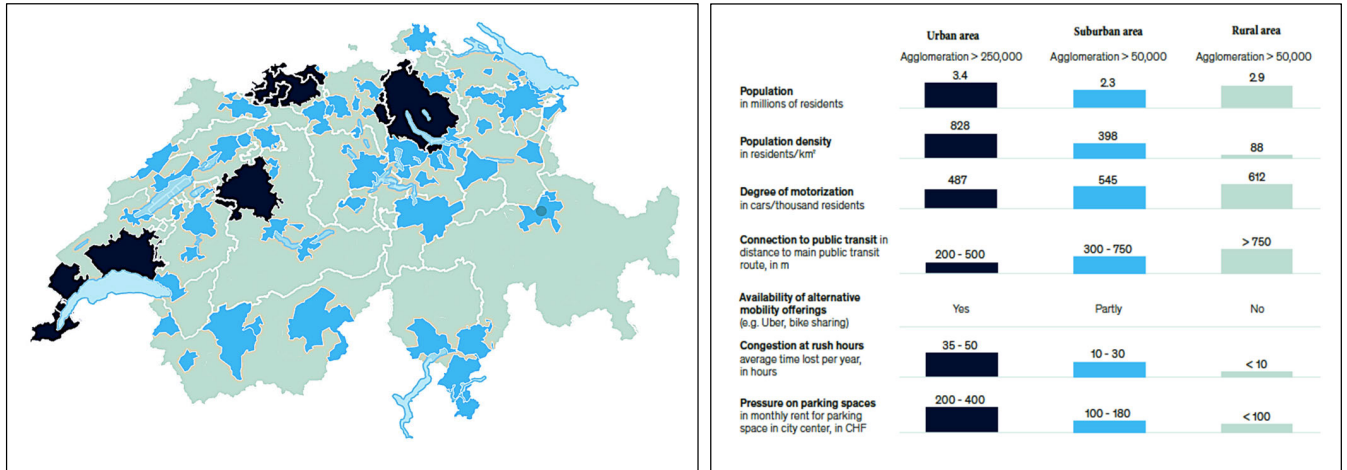 Urban area
Suburban area
Rural area
Agglomeration > 250,000
Agglomeration > 50,000
Agglomeration > 50,000
Population
in millions of residents
3.4
2.3
2.9
Population density
in residents/km²
828
398
88
Degree of motorization
in cars/thousand residents
487
545
612
Connection to public transit in
distance to main public transit
route, in m
200 - 500
300 - 750
> 750
Availability of alternative
mobility offerings
(e.g. Uber, bike sharing)
Yes
Partly
No
Congestion at rush hours
average time lost per year,
in hours
35 - 50
10 - 30
< 10
Pressure on parking spaces
in monthly rent for parking
space in city center, in CHF
200 - 400
100 - 180
< 100